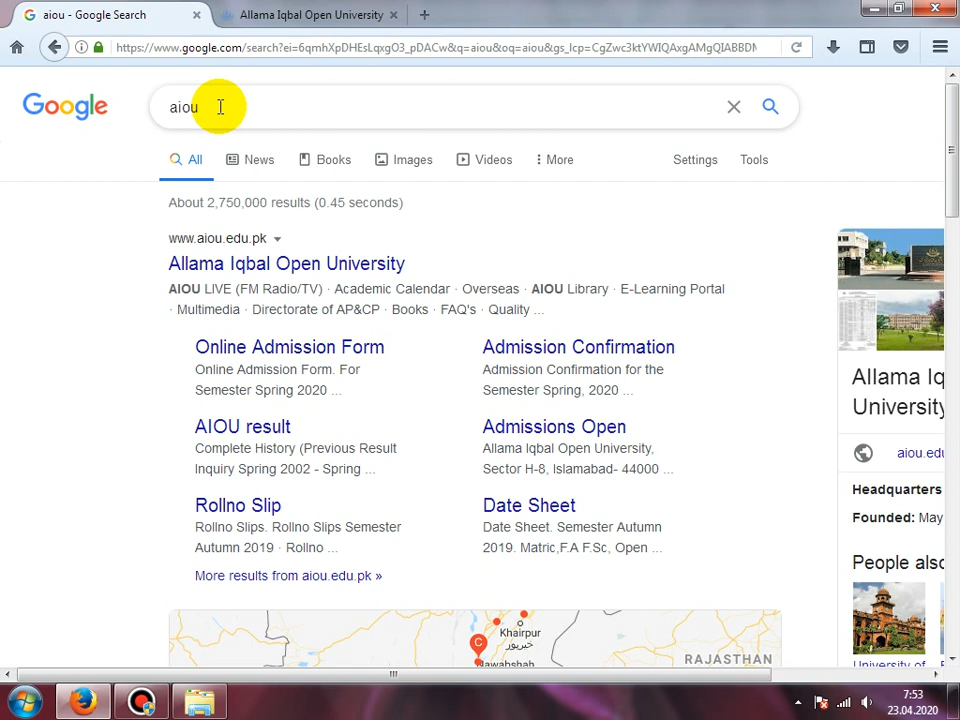 aiou - Google Search
Allama Iqbal Open University
https://www.google.com/search?ei=6qmhXpDHEsLqxgO3_pDACw&q=aiou&oq=aiou&gs_lcp=CgZwc3ktYWIQAxgAMgQIABBDM
Google
aiou
All
News
Books
Images
Videos
More
Settings
Tools
About 2,750,000 results (0.45 seconds)
www.aiou.edu.pk
Allama Iqbal Open University
AIOU LIVE (FM Radio/TV) · Academic Calendar · Overseas · AIOU Library · E-Learning Portal
· Multimedia · Directorate of AP&CP · Books · FAQ's · Quality ...
Online Admission Form
Online Admission Form. For
Semester Spring 2020 ...
Admission Confirmation
Admission Confirmation for the
Semester Spring, 2020 ...
AIOU result
Complete History (Previous Result
Inquiry Spring 2002 - Spring ...
Admissions Open
Allama Iqbal Open University,
Sector H-8, Islamabad- 44000 ...
Rollno Slip
Rollno Slips. Rollno Slips Semester
Autumn 2019 · Rollno ...
Date Sheet
Date Sheet. Semester Autumn
2019. Matric,F.A F.Sc, Open ...
More results from aiou.edu.pk »
C
Khairpur
خيرپور
Nawabshah
RAJASTHAN
Allama Iq
University
aiou.edu
Headquarters
Founded: May
People also
University of
7:53
23.04.2020